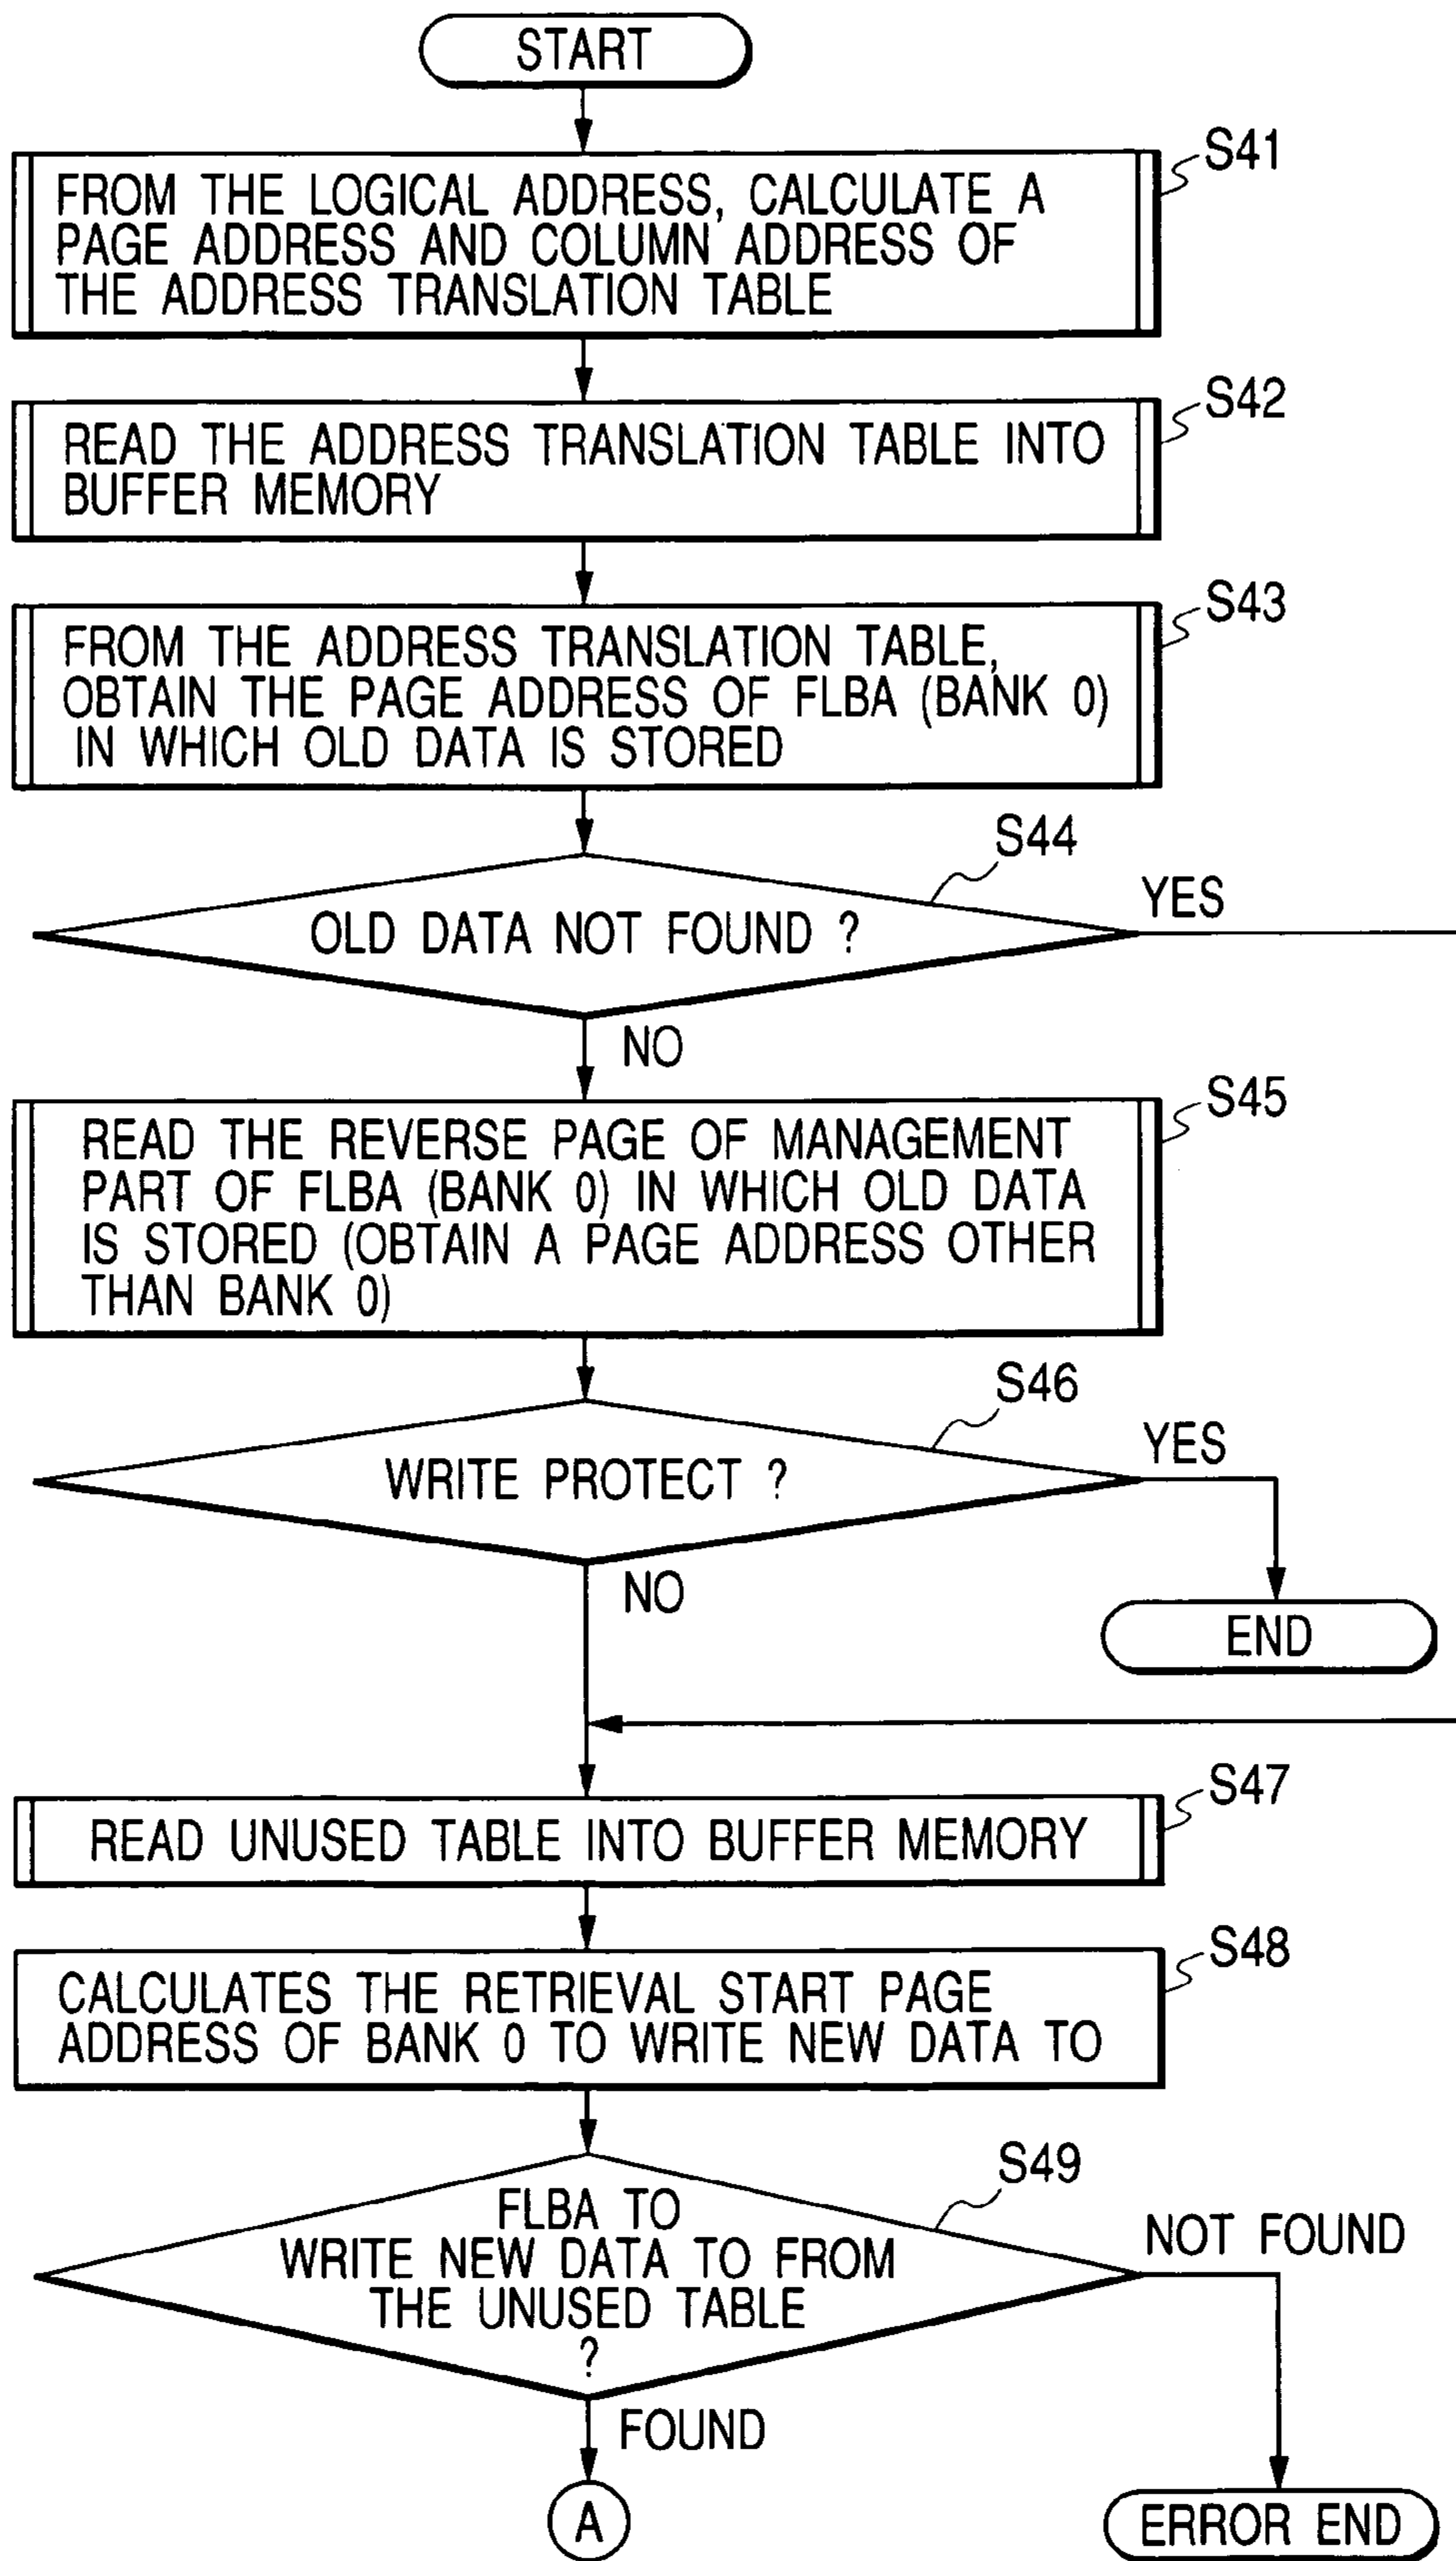 START
S41
FROM THE LOGICAL ADDRESS, CALCULATE A
PAGE ADDRESS AND COLUMN ADDRESS OF
THE ADDRESS TRANSLATION TABLE
S42
READ THE ADDRESS TRANSLATION TABLE INTO
BUFFER MEMORY
S43
FROM THE ADDRESS TRANSLATION TABLE,
OBTAIN THE PAGE ADDRESS OF FLBA (BANK 0)
IN WHICH OLD DATA IS STORED
S44
YES
OLD DATA NOT FOUND ?
NO
S45
READ THE REVERSE PAGE OF MANAGEMENT
PART OF FLBA (BANK 0) IN WHICH OLD DATA
IS STORED (OBTAIN A PAGE ADDRESS OTHER
THAN BANK 0)
S46
YES
WRITE PROTECT ?
NO
END
S47
READ UNUSED TABLE INTO BUFFER MEMORY
S48
CALCULATES THE RETRIEVAL START PAGE
ADDRESS OF BANK 0 TO WRITE NEW DATA TO
S49
FLBA TO
NOT FOUND
WRITE NEW DATA TO FROM
THE UNUSED TABLE
?
FOUND
A
ERROR END